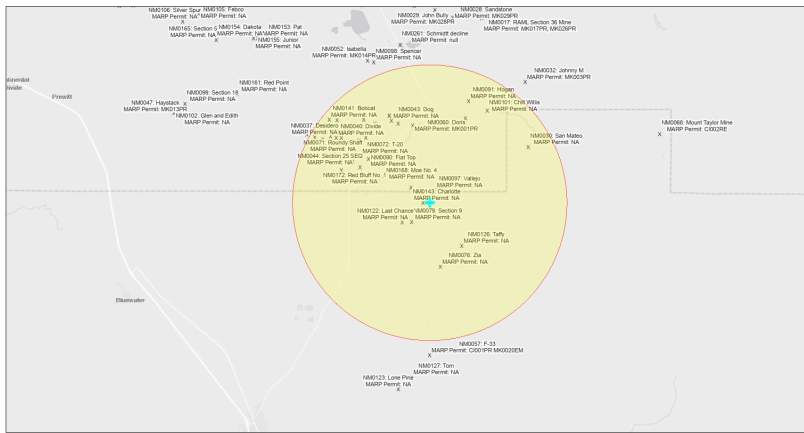 NM0106: Silver Spur
MARP Permit: NA
NM0105: Febco
MARP Permit: NA
NM0165: Section 5
MARP Permit: NA
NM0154: Dakota
MARP Permit: NA
NM0153: Pat
MARP Permit: NA
NM0155: Junior
MARP Permit: NA
NM0029: John Bully
MARP Permit: MK028PR
NM0028: Sandstone
MARP Permit: MK029PR
NM0017: RAML Section 36 Mine
MARP Permit: MK017PR, MK026PR
NM0261: Schmidtt decline
MARP Permit: null
NM0052: Isabella
MARP Permit: MK014PR
NM0098: Spencer
MARP Permit: NA
Prewitt
NM0161: Red Point
MARP Permit: NA
NM0099: Section 18
MARP Permit: NA
NM0047: Haystack
MARP Permit: MK013PR
NM0102: Glen and Edith
MARP Permit: NA
NM0032: Johnny M
MARP Permit: MK003PR
NM0091: Hogan
MARP Permit: NA
NM0101: Chill Willis
MARP Permit: NA
NM0066: Mount Taylor Mine
MARP Permit: CI002RE
NM0141: Bobcat
MARP Permit: NA
NM0043: Dog
MARP Permit: NA
NM0060: Doris
MARP Permit: MK001PR
NM0037: Desidero
MARP Permit: NA
NM0040: Divide
MARP Permit: NA
NM0030: San Mateo
MARP Permit: NA
NM0071: Roundy Shaft
MARP Permit: NA
NM0072: T-20
MARP Permit: NA
NM0044: Section 25 SEQ
MARP Permit: NA
NM0090: Flat Top
MARP Permit: NA
NM0172: Red Bluff No. 1
MARP Permit: NA
NM0168: Moe No. 4
MARP Permit: NA
NM0097: Vallejo
MARP Permit: NA
NM0143: Charlotte
MARP Permit: NA
NM0122: Last Chance
MARP Permit: NA
NM0079: Section 9
MARP Permit: NA
NM0126: Taffy
MARP Permit: NA
NM0076: Zia
MARP Permit: NA
Bluewater
NM0057: F-33
MARP Permit: CI001PR MK0020EM
NM0127: Tom
MARP Permit: NA
NM0123: Lone Pine
MARP Permit: NA